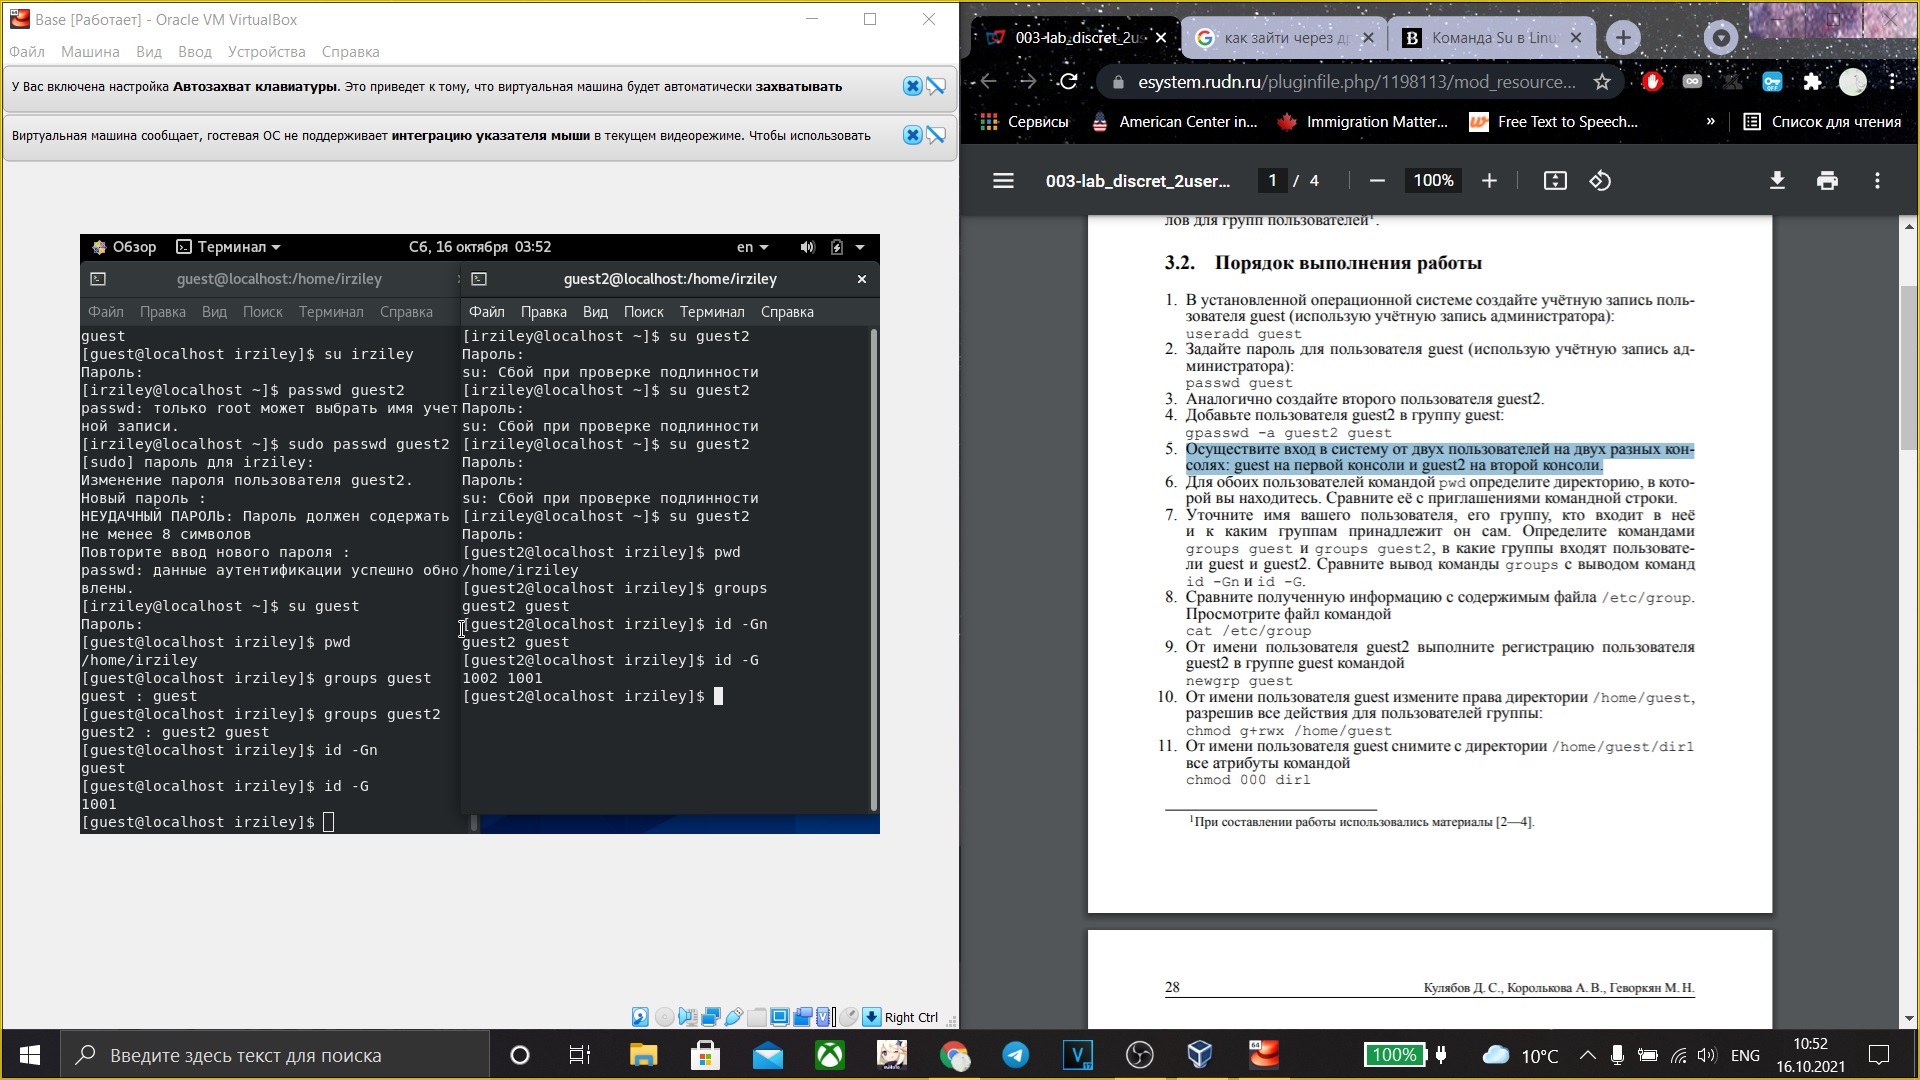 Base [Работает] - Oracle VM VirtualBox
Файл Машина Вид Ввод Устройства Справка
У Вас включена настройка Автозахват клавиатуры. Это приведет к тому, что виртуальная машина будет автоматически захватывать
Виртуальная машина сообщает, гостевая ОС не поддерживает интеграцию указателя мыши в текущем видеорежиме. Чтобы использовать
Обзор Терминал Сб, 16 октября 03:52 en
guest@localhost:/home/irziley
Файл Правка Вид Поиск Терминал Справка
guest
[guest@localhost irziley]$ su irziley
Пароль:
[irziley@localhost ~]$ passwd guest2
passwd: только root может выбрать имя учет
ной записи.
[irziley@localhost ~]$ sudo passwd guest2
[sudo] пароль для irziley:
Изменение пароля пользователя guest2.
Новый пароль :
НЕУДАЧНЫЙ ПАРОЛЬ: Пароль должен содержать
не менее 8 символов
Повторите ввод нового пароля :
passwd: данные аутентификации успешно обно
влены.
[irziley@localhost ~]$ su guest
Пароль:
[guest@localhost irziley]$ pwd
/home/irziley
[guest@localhost irziley]$ groups guest
guest : guest
[guest@localhost irziley]$ groups guest2
guest2 : guest2 guest
[guest@localhost irziley]$ id -Gn
guest
[guest@localhost irziley]$ id -G
1001
[guest@localhost irziley]$
guest2@localhost:/home/irziley
Файл Правка Вид Поиск Терминал Справка
[irziley@localhost ~]$ su guest2
Пароль:
su: Сбой при проверке подлинности
[irziley@localhost ~]$ su guest2
Пароль:
su: Сбой при проверке подлинности
[irziley@localhost ~]$ su guest2
Пароль:
Пароль:
su: Сбой при проверке подлинности
[irziley@localhost ~]$ su guest2
Пароль:
[guest2@localhost irziley]$ pwd
/home/irziley
[guest2@localhost irziley]$ groups
guest2 guest
[guest2@localhost irziley]$ id -Gn
guest2 guest
[guest2@localhost irziley]$ id -G
1002 1001
[guest2@localhost irziley]$
Right Ctrl
003-lab_discret_2us
как зайти через д
Команда Su в Linu
esystem.rudn.ru/pluginfile.php/1198113/mod_resource...
Сервисы American Center in... Immigration Matter... Free Text to Speech... » Список для чтения
003-lab_discret_2user... 1 / 4 100%
лов для групп пользователей¹.
3.2. Порядок выполнения работы
1. В установленной операционной системе создайте учётную запись поль-
зователя guest (использую учётную запись администратора):
useradd guest
2. Задайте пароль для пользователя guest (использую учётную запись ад-
министратора):
passwd guest
3. Аналогично создайте второго пользователя guest2.
4. Добавьте пользователя guest2 в группу guest:
gpasswd -a guest2 guest
5. Осуществите вход в систему от двух пользователей на двух разных кон-
солях: guest на первой консоли и guest2 на второй консоли.
6. Для обоих пользователей командой pwd определите директорию, в кото-
рой вы находитесь. Сравните её с приглашениями командной строки.
7. Уточните имя вашего пользователя, его группу, кто входит в неё
и к каким группам принадлежит он сам. Определите командами
groups guest и groups guest2, в какие группы входят пользовате-
ли guest и guest2. Сравните вывод команды groups с выводом команд
id -Gn и id -G.
8. Сравните полученную информацию с содержимым файла /etc/group.
Просмотрите файл командой
cat /etc/group
9. От имени пользователя guest2 выполните регистрацию пользователя
guest2 в группе guest командой
newgrp guest
10. От имени пользователя guest измените права директории /home/guest,
разрешив все действия для пользователей группы:
chmod g+rwx /home/guest
11. От имени пользователя guest снимите с директории /home/guest/dir1
все атрибуты командой
chmod 000 dir1
¹При составлении работы использовались материалы [2—4].
28 Кулябов Д. С., Королькова А. В., Геворкян М. Н.
Введите здесь текст для поиска
100% 10°C ENG 10:52
16.10.2021